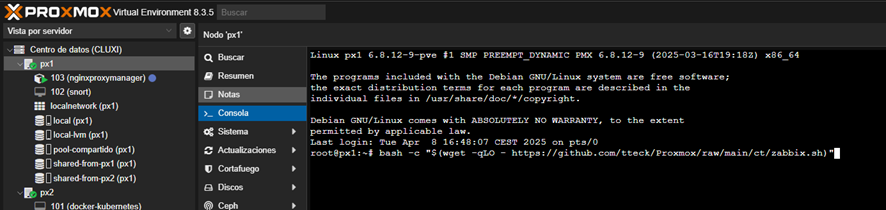 PROXMOX Virtual Environment 8.3.5 Buscar
Vista por servidor
Centro de datos (CLUXI)
px1
103 (nginxproxymanager)
102 (snort)
localnetwork (px1)
local (px1)
local-lvm (px1)
pool-compartido (px1)
shared-from-px1 (px1)
shared-from-px2 (px1)
px2
101 (docker-kubernetes)
Nodo 'px1'
Buscar
Resumen
Notas
Consola
Sistema
Actualizaciones
Cortafuego
Discos
Ceph
Linux px1 6.8.12-9-pve #1 SMP PREEMPT_DYNAMIC PMX 6.8.12-9 (2025-03-16T19:18Z) x86_64
The programs included with the Debian GNU/Linux system are free software;
the exact distribution terms for each program are described in the
individual files in /usr/share/doc/*/copyright.
Debian GNU/Linux comes with ABSOLUTELY NO WARRANTY, to the extent
permitted by applicable law.
Last login: Tue Apr  8 16:48:07 CEST 2025 on pts/0
root@px1:~# bash -c "$(wget -qLO - https://github.com/tteck/Proxmox/raw/main/ct/zabbix.sh)"